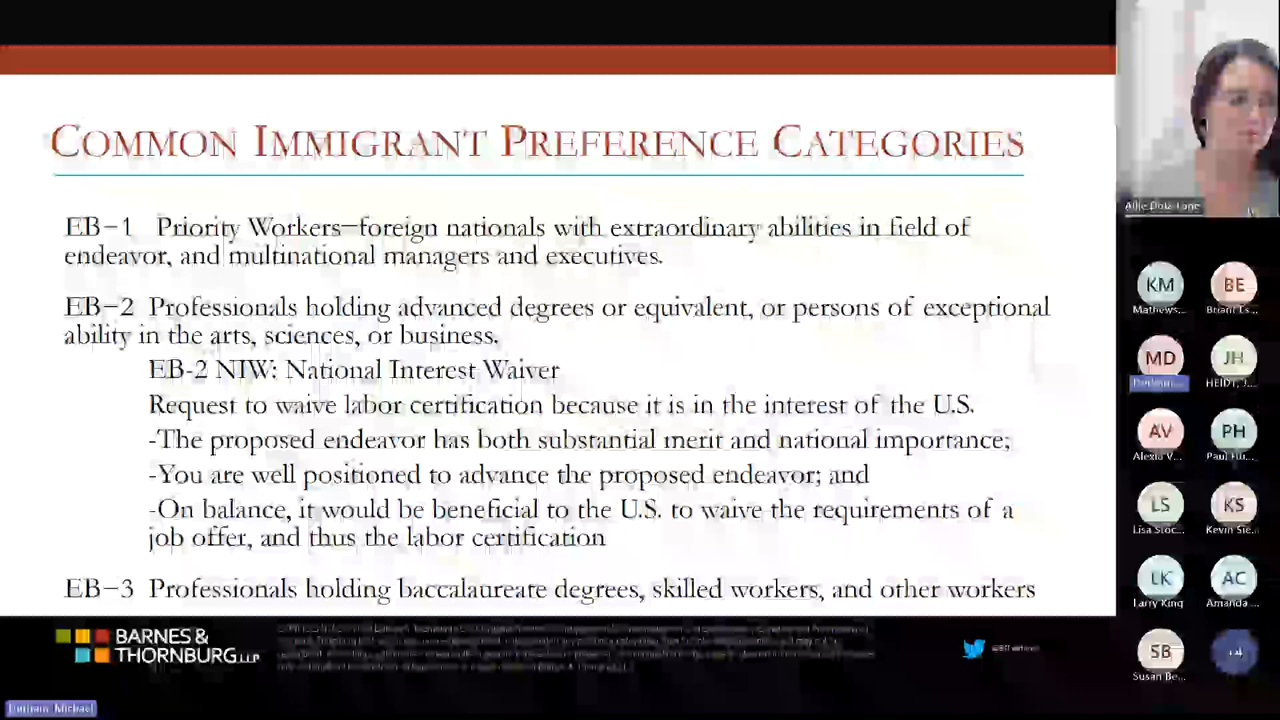 COMMON IMMIGRANT PREFERENCE CATEGORIES
EB-1 Priority Workers—foreign nationals with extraordinary abilities in field of
endeavor, and multinational managers and executives.
EB-2 Professionals holding advanced degrees or equivalent, or persons of exceptional
ability in the arts, sciences, or business.
EB-2 NIW: National Interest Waiver
Request to waive labor certification because it is in the interest of the U.S.
-The proposed endeavor has both substantial merit and national importance;
-You are well positioned to advance the proposed endeavor; and
-On balance, it would be beneficial to the U.S. to waive the requirements of a
job offer, and thus the labor certification
EB-3 Professionals holding baccalaureate degrees, skilled workers, and other workers
BARNES &
THORNBURG LLP
KM
BE
Mathews...
MD
JH
HEIDT, J...
AV
PH
Alexia V...
LS
KS
Lisa Stoc...
Kevin Sie...
LK
AC
Larry King
Amanda ...
SB
+4
Susan Be...
Michael